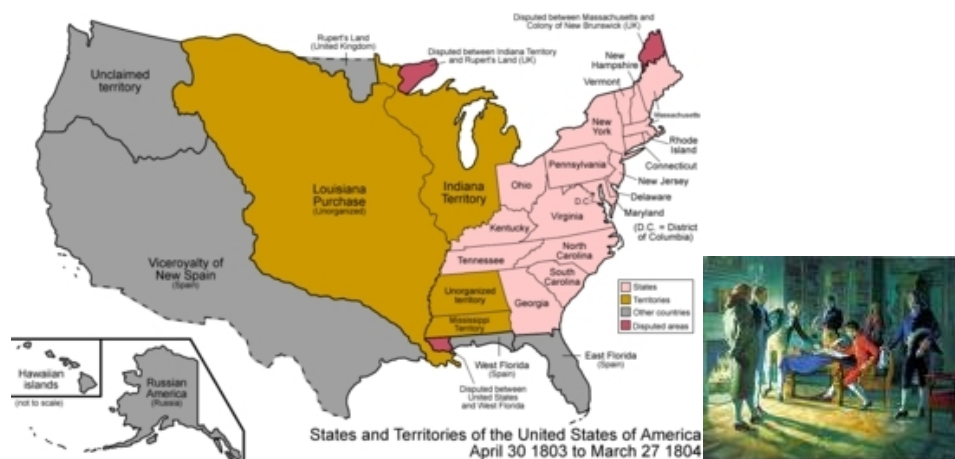 Disputed between Massachusetts and
Colony of New Brunswick (UK)
Rupert's Land
(United Kingdom)
Disputed between Indiana Territory
and Rupert's Land (UK)
New
Hampshire
Vermont
Unclaimed
territory
Massachusetts
New
York
Rhode
Island
Connecticut
Pennsylvania
New Jersey
Ohio
Delaware
D.C.
Maryland
(D.C. = District
of Columbia)
Louisiana
Purchase
(Unorganized)
Indiana
Territory
Virginia
Kentucky
North
Carolina
Tennessee
South
Carolina
Viceroyalty of
New Spain
(Spain)
Unorganized
territory
Georgia
States
Territories
Other countries
Disputed areas
Mississippi
Territory
West Florida
(Spain)
East Florida
(Spain)
Hawaiian
islands
(not to scale)
Russian
America
(Russia)
Disputed between
United States
and West Florida
States and Territories of the United States of America
April 30 1803 to March 27 1804